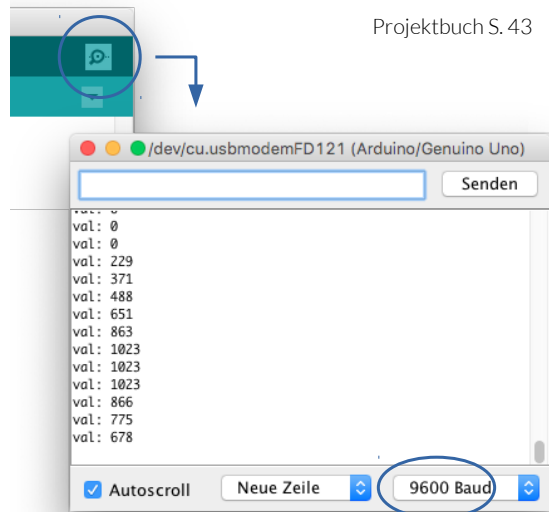 Projektbuch S. 43
/dev/cu.usbmodemFD121 (Arduino/Genuino Uno)
Senden
val: 0
val: 0
val: 0
val: 229
val: 371
val: 488
val: 651
val: 863
val: 1023
val: 1023
val: 1023
val: 866
val: 775
val: 678
Autoscroll
Neue Zeile
9600 Baud